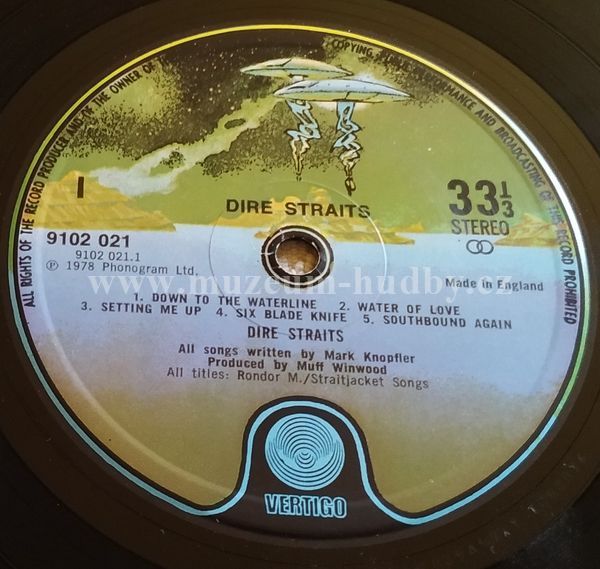 ALL RIGHTS OF THE RECORD PRODUCER AND OF THE OWNER OF
COPYING
PERFORMANCE AND BROADCASTING OF THIS RECORD PROHIBITED
DIRE STRAITS
I
33⅓
STEREO
9102 021
9102 021.1
℗ 1978 Phonogram Ltd.
Made in England
www.muzeum-hudby.cz
1. DOWN TO THE WATERLINE 2. WATER OF LOVE
3. SETTING ME UP 4. SIX BLADE KNIFE 5. SOUTHBOUND AGAIN
DIRE STRAITS
All songs written by Mark Knopfler
Produced by Muff Winwood
All titles: Rondor M./Straitjacket Songs
VERTIGO